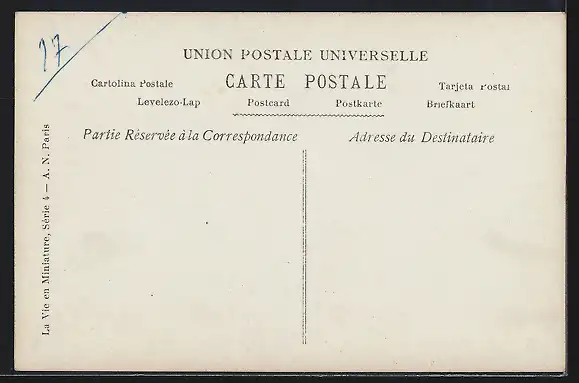 17
UNION POSTALE UNIVERSELLE
Cartolina Postale CARTE POSTALE Tarjeta Postal
Levelezo-Lap Postcard Postkarte Briefkaart
Partie Réservée à la Correspondance Adresse du Destinataire
La Vie en Miniature, Série 4 — A. N. Paris